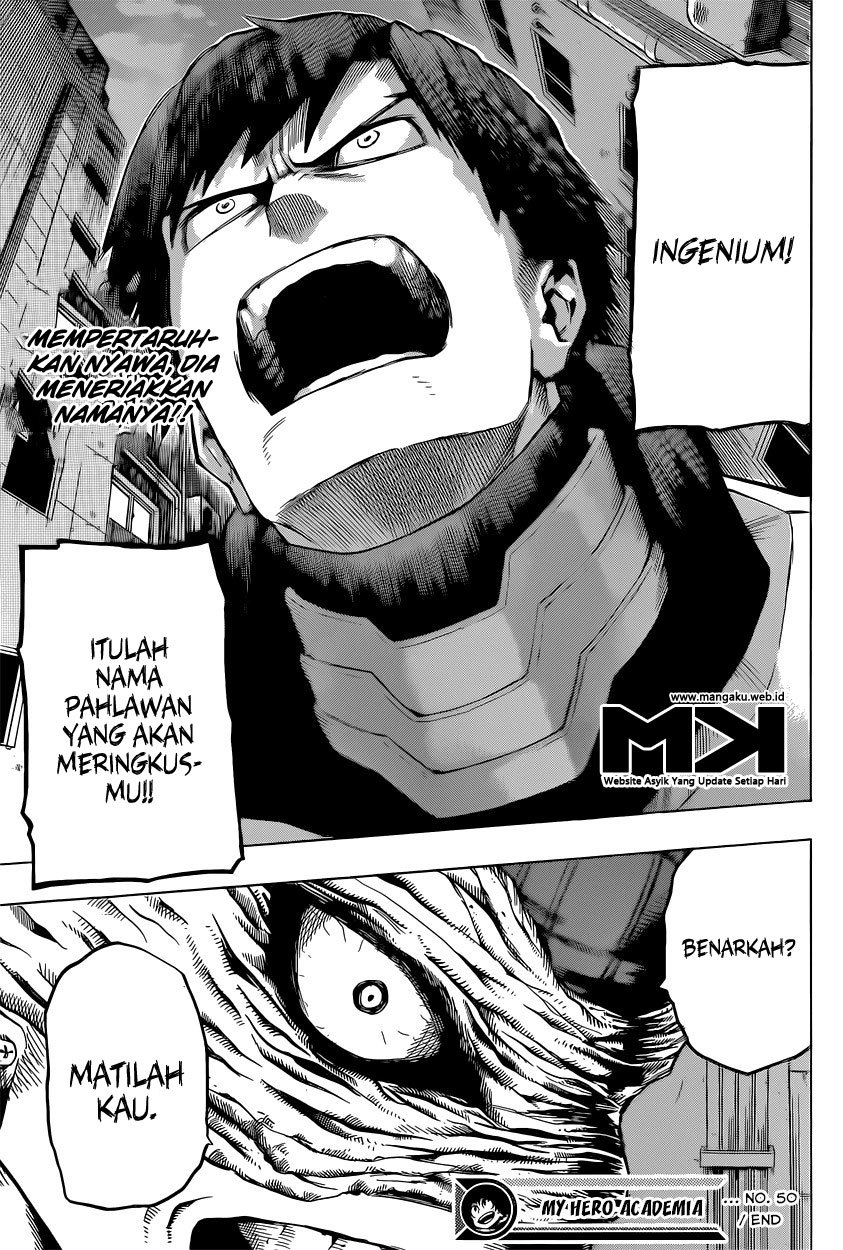 INGENIUM!
MEMPERTARUH-
KAN NYAWA, DIA
MENERIAKKAN
NAMANYA!!
ITULAH
NAMA
PAHLAWAN
YANG AKAN
MERINGKUS-
MU!!
www.mangaku.web.id
MK
Website Asyik Yang Update Setiap Hari
BENARKAH?
MATILAH
KAU.
MY HERO ACADEMIA
... NO. 50
/ END